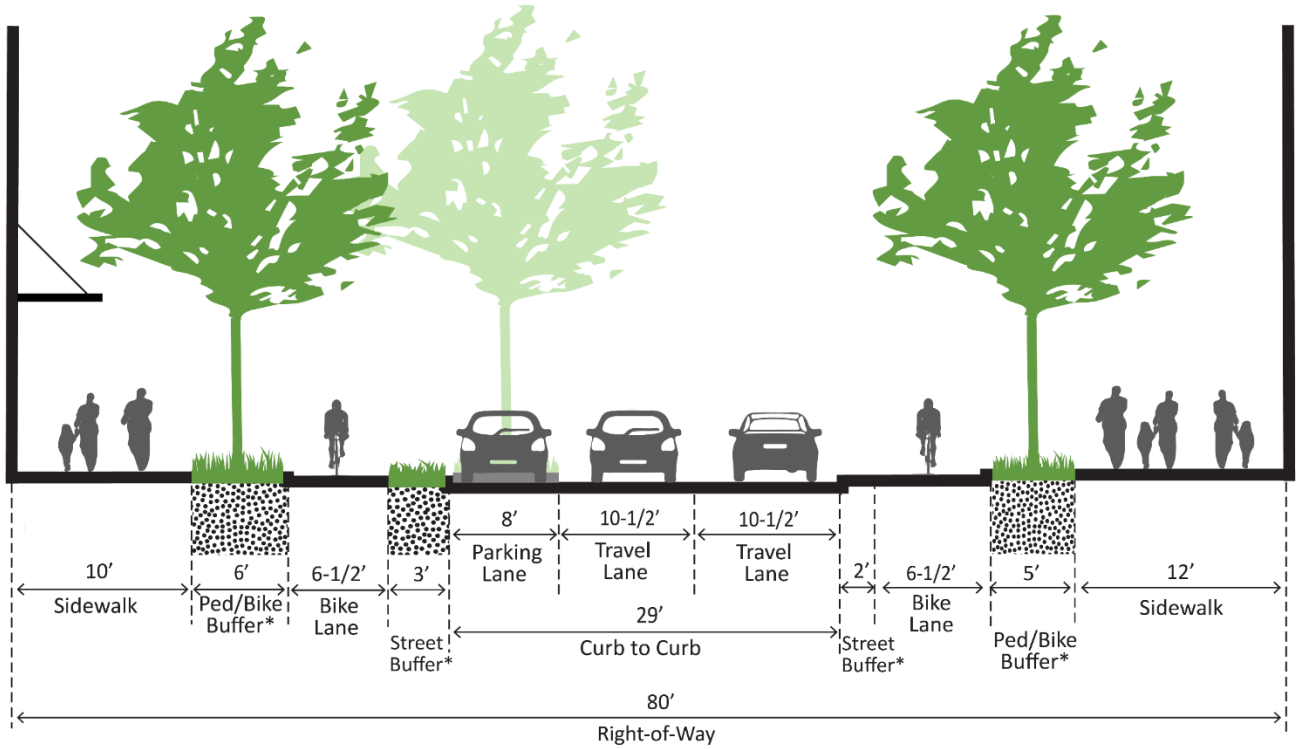 8’
Parking
Lane
10-1/2’
Travel
Lane
10-1/2’
Travel
Lane
10’
Sidewalk
6’
Ped/Bike
Buffer*
6-1/2’
Bike
Lane
3’
Street
Buffer*
29’
Curb to Curb
2’
Street
Buffer*
6-1/2’
Bike
Lane
5’
Ped/Bike
Buffer*
12’
Sidewalk
80’
Right-of-Way